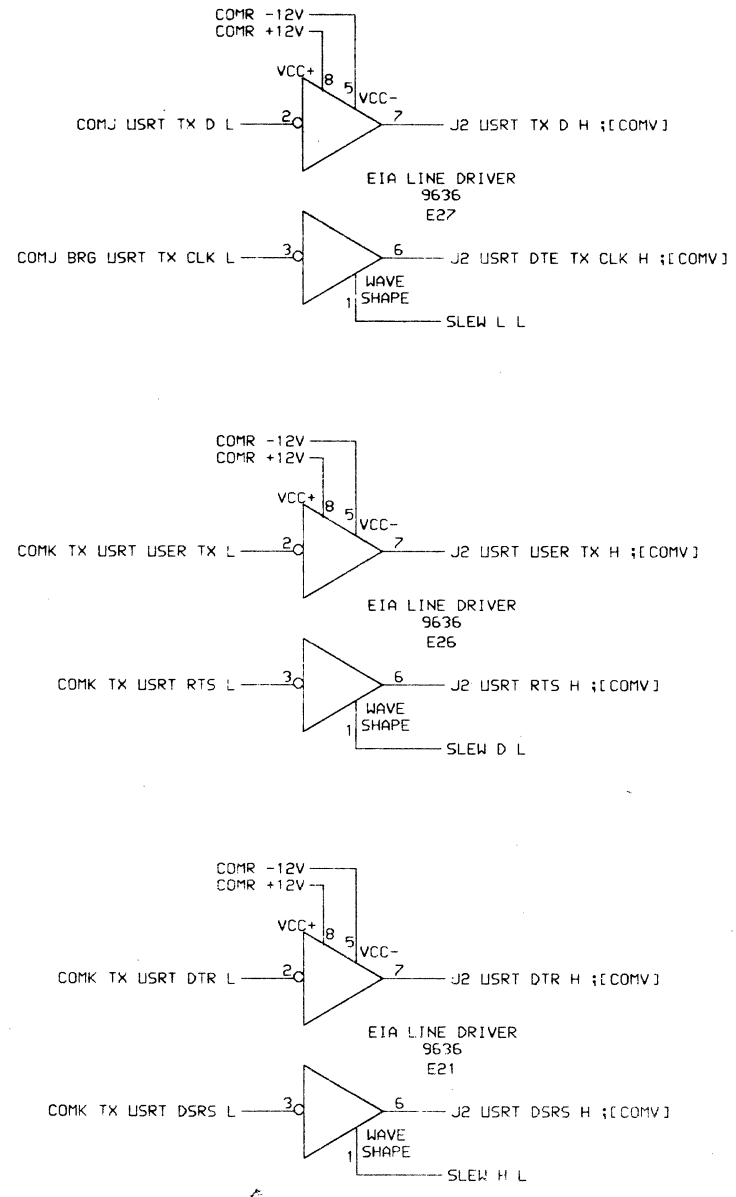 COMR -12V
COMR +12V
VCC+
8
5
VCC-
COMJ USRT TX D L
2
7
J2 USRT TX D H ;[COMV]
EIA LINE DRIVER
9636
E27
COMJ BRG USRT TX CLK L
3
6
J2 USRT DTE TX CLK H ;[COMV]
WAVE
SHAPE
1
SLEW L L
COMR -12V
COMR +12V
VCC+
8
5
VCC-
COMK TX USRT USER TX L
2
7
J2 USRT USER TX H ;[COMV]
EIA LINE DRIVER
9636
E26
COMK TX USRT RTS L
3
6
J2 USRT RTS H ;[COMV]
WAVE
SHAPE
1
SLEW D L
COMR -12V
COMR +12V
VCC+
8
5
VCC-
COMK TX USRT DTR L
2
7
J2 USRT DTR H ;[COMV]
EIA LINE DRIVER
9636
E21
COMK TX USRT DSRS L
3
6
J2 USRT DSRS H ;[COMV]
WAVE
SHAPE
1
SLEW H L